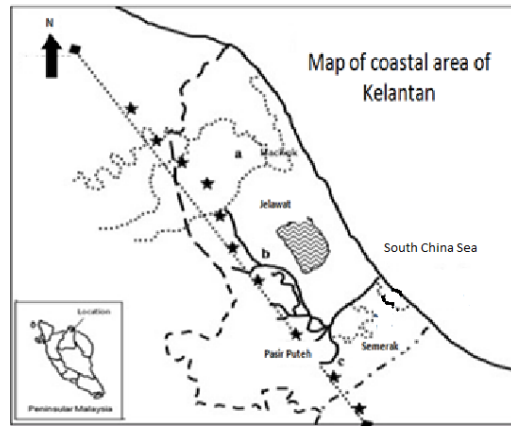 N
Map of coastal area of
Kelantan
a
Jelawat
South China Sea
b
Location
Pasir Puteh
Semerak
c
Peninsular Malaysia